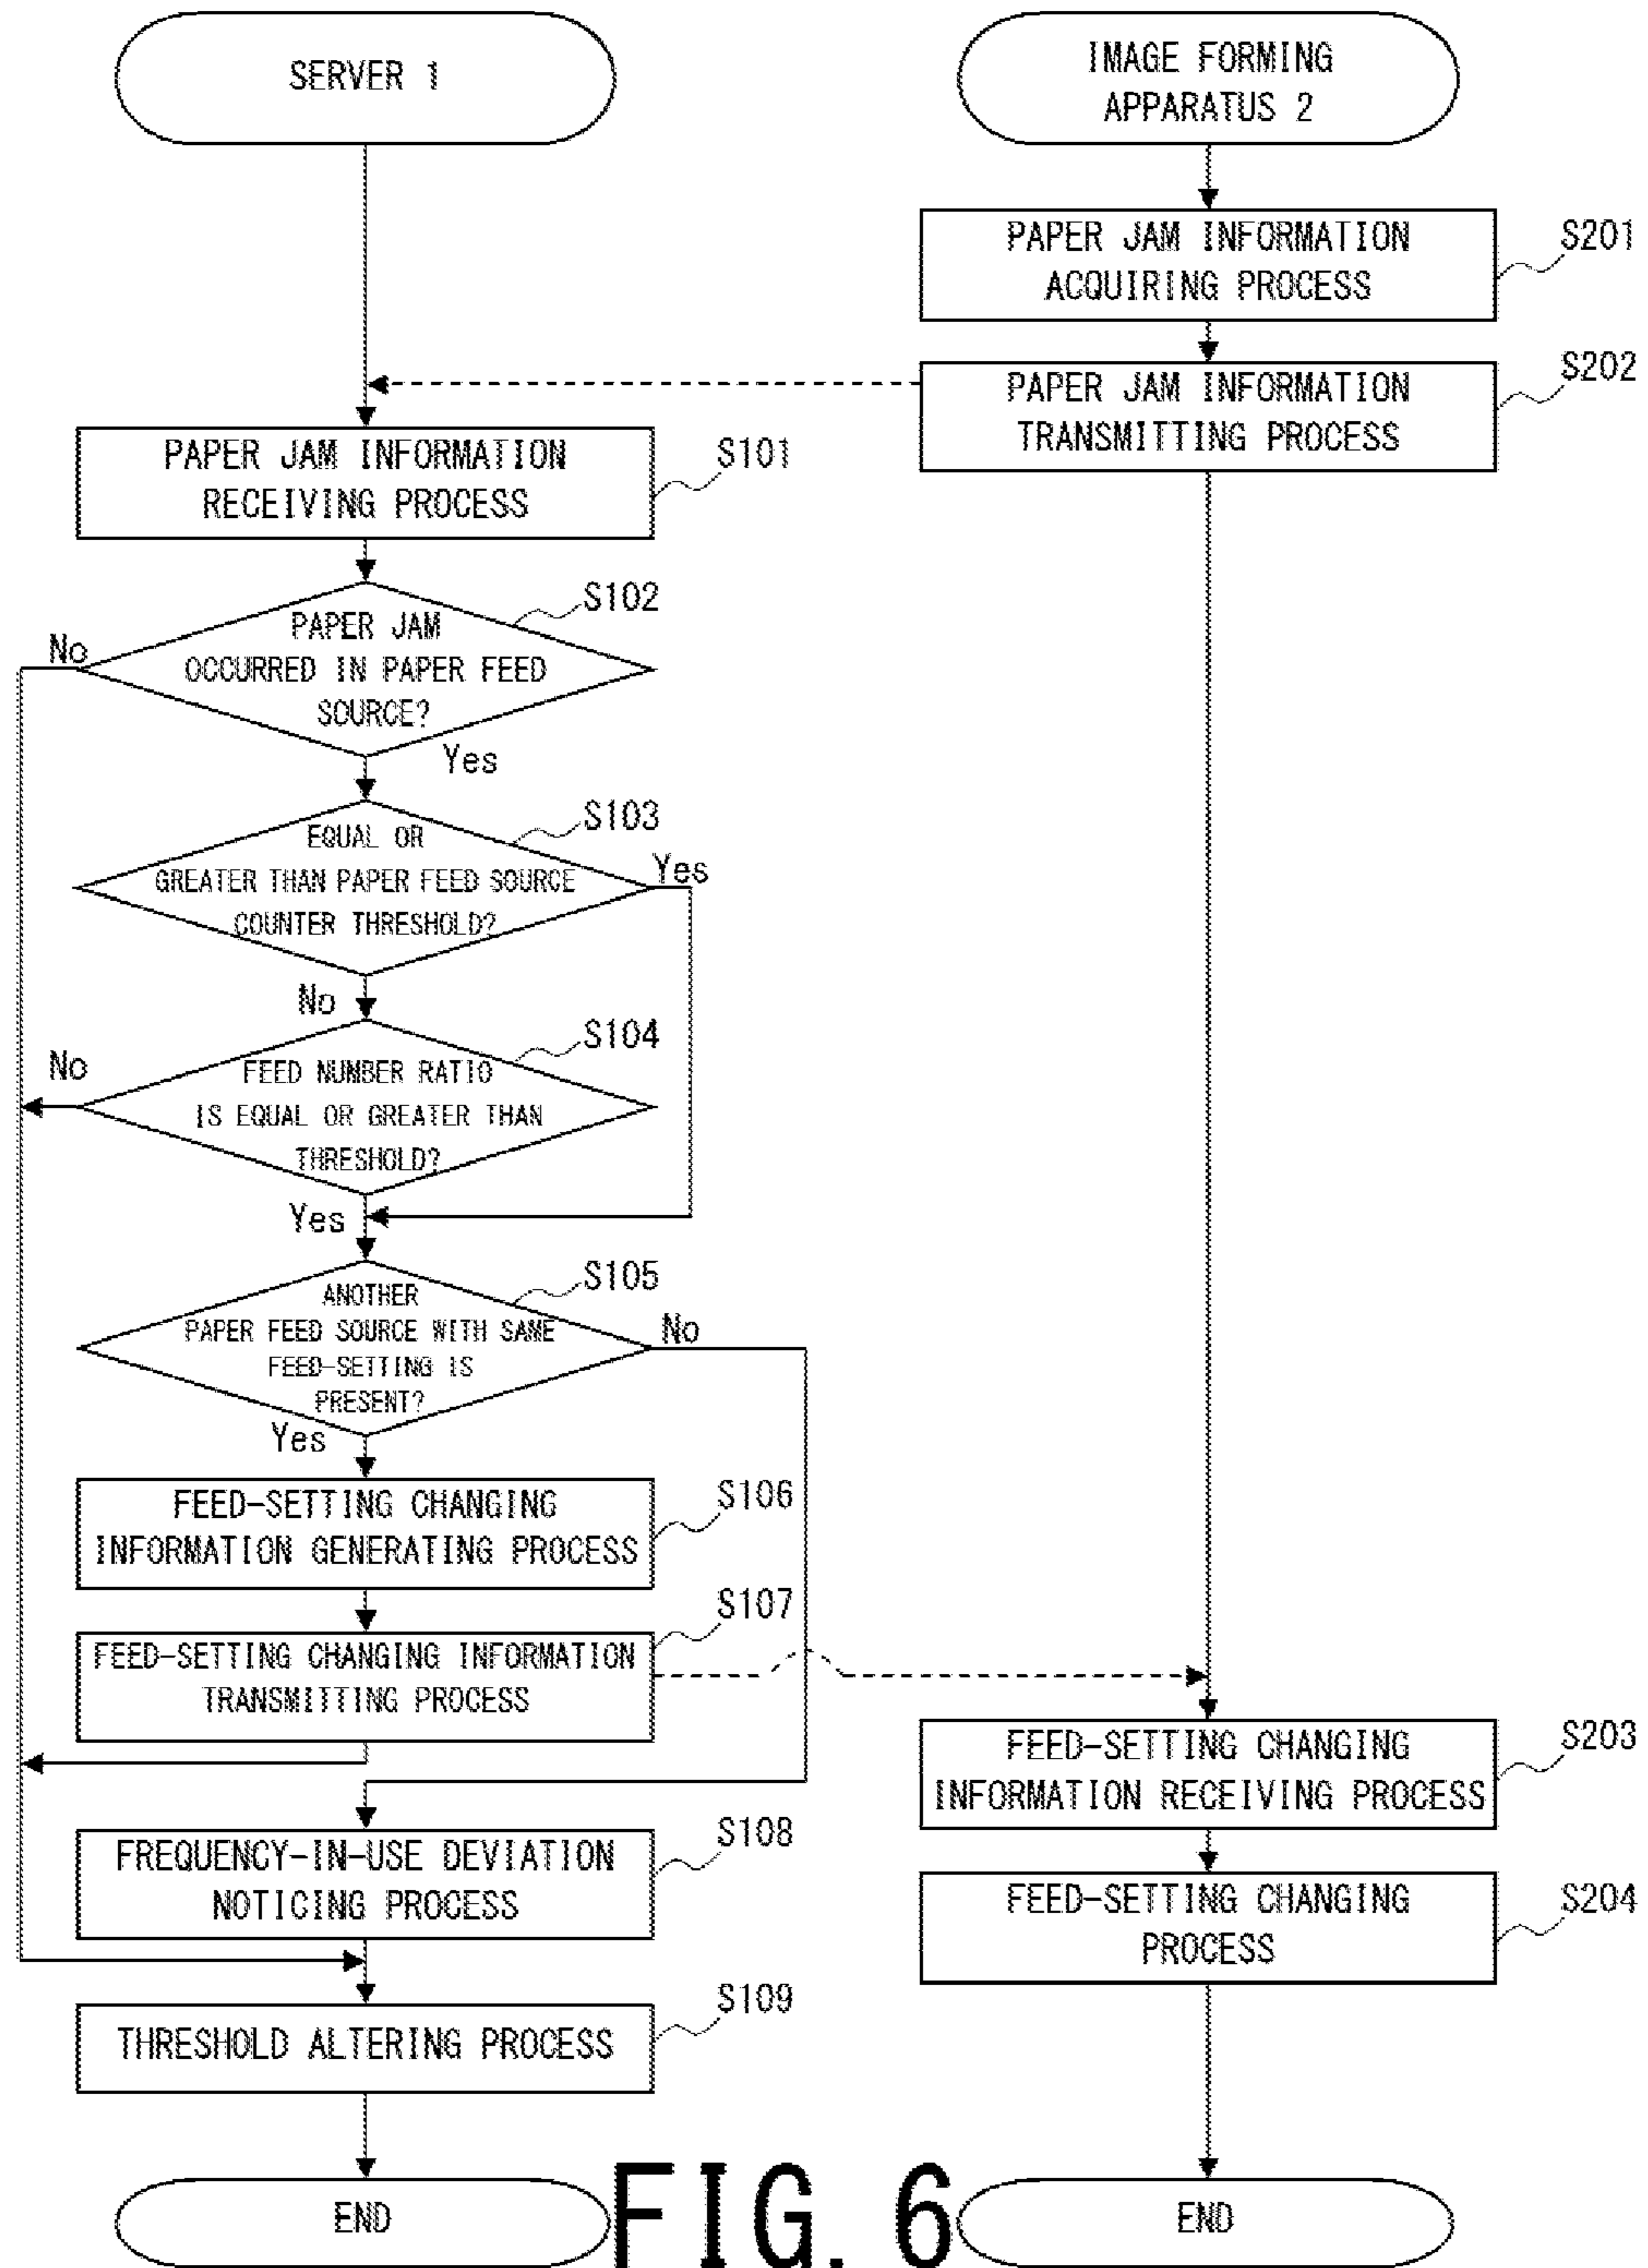 SERVER 1
IMAGE FORMING
APPARATUS 2
PAPER JAM INFORMATION
ACQUIRING PROCESS
S201
PAPER JAM INFORMATION
TRANSMITTING PROCESS
S202
PAPER JAM INFORMATION
RECEIVING PROCESS
S101
PAPER JAM
OCCURRED IN PAPER FEED
SOURCE?
S102
No
Yes
EQUAL OR
GREATER THAN PAPER FEED SOURCE
COUNTER THRESHOLD?
S103
Yes
No
FEED NUMBER RATIO
IS EQUAL OR GREATER THAN
THRESHOLD?
S104
No
Yes
ANOTHER
PAPER FEED SOURCE WITH SAME
FEED-SETTING IS
PRESENT?
S105
No
Yes
FEED-SETTING CHANGING
INFORMATION GENERATING PROCESS
S106
FEED-SETTING CHANGING INFORMATION
TRANSMITTING PROCESS
S107
FEED-SETTING CHANGING
INFORMATION RECEIVING PROCESS
S203
FREQUENCY-IN-USE DEVIATION
NOTICING PROCESS
S108
FEED-SETTING CHANGING
PROCESS
S204
THRESHOLD ALTERING PROCESS
S109
END
END
FIG. 6